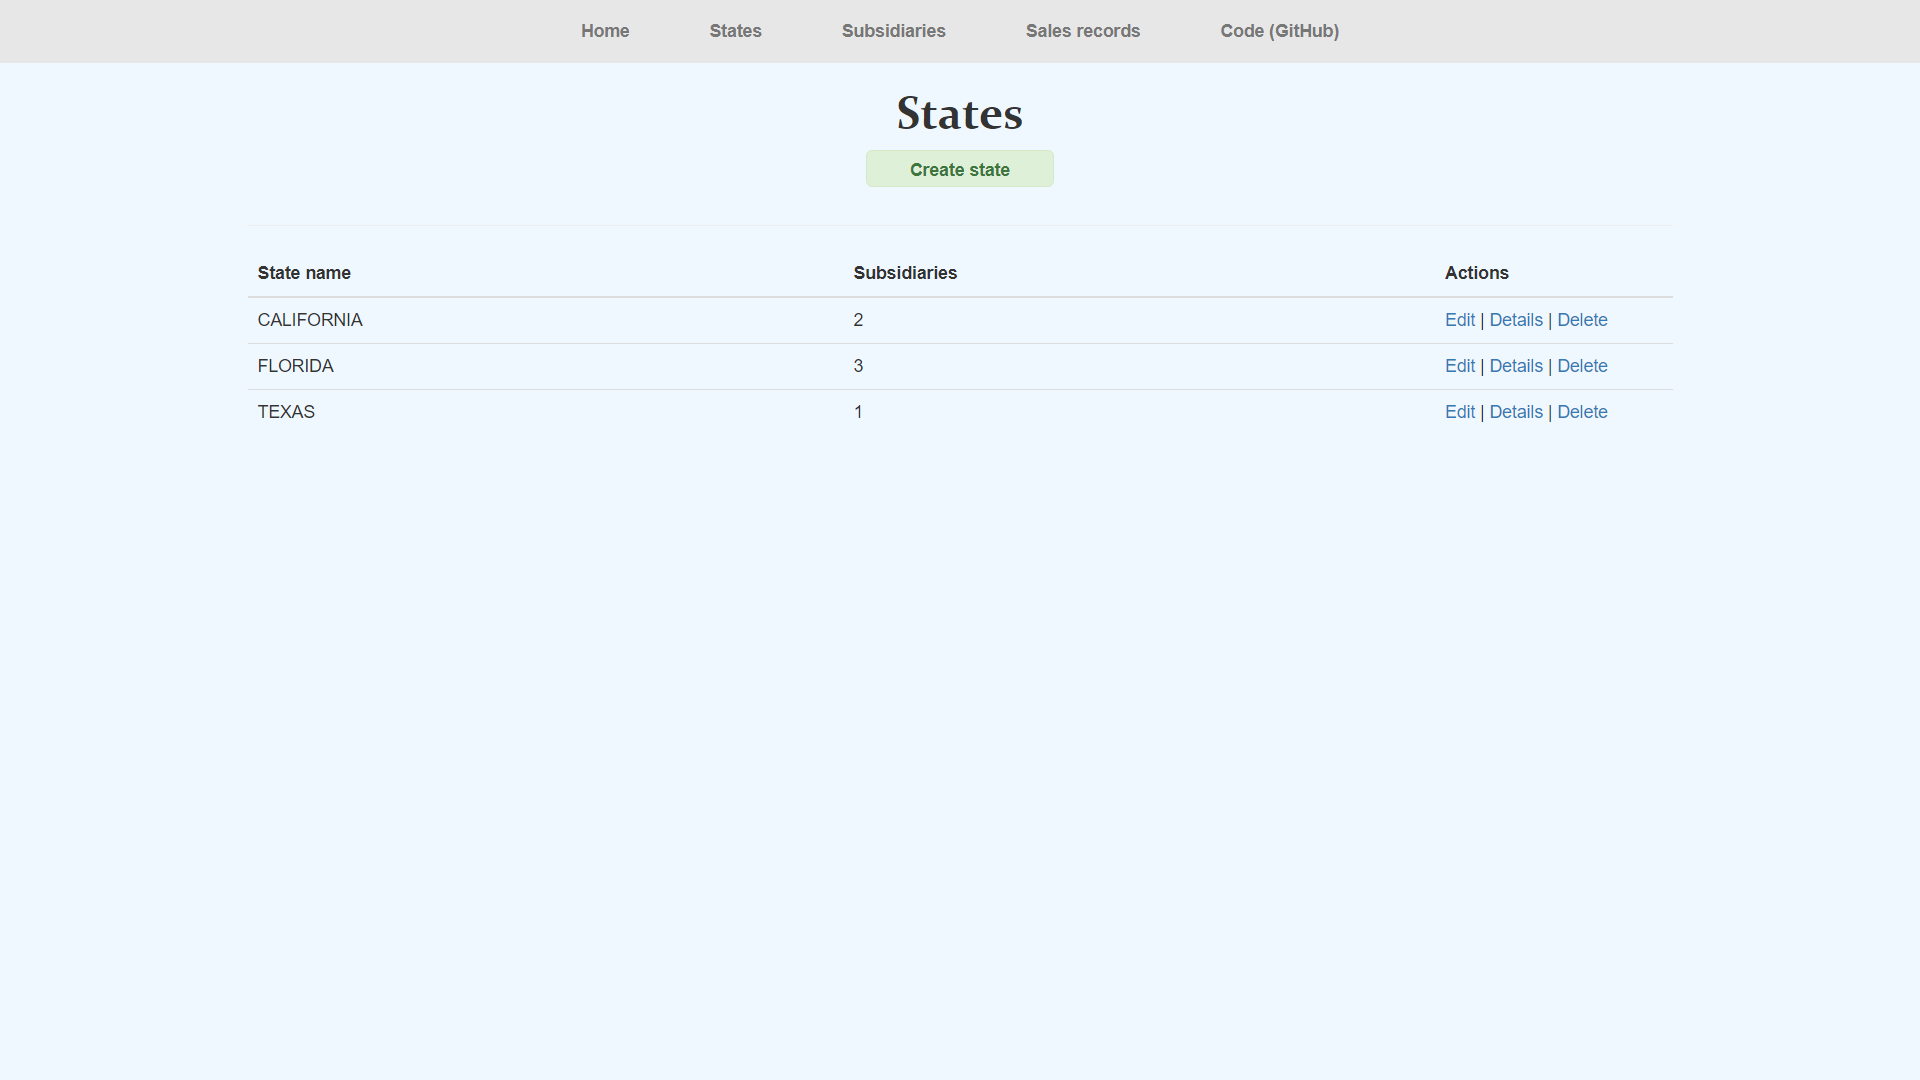 Home States Subsidiaries Sales records Code (GitHub)
States
Create state
State name Subsidiaries Actions
CALIFORNIA 2 Edit | Details | Delete
FLORIDA 3 Edit | Details | Delete
TEXAS 1 Edit | Details | Delete